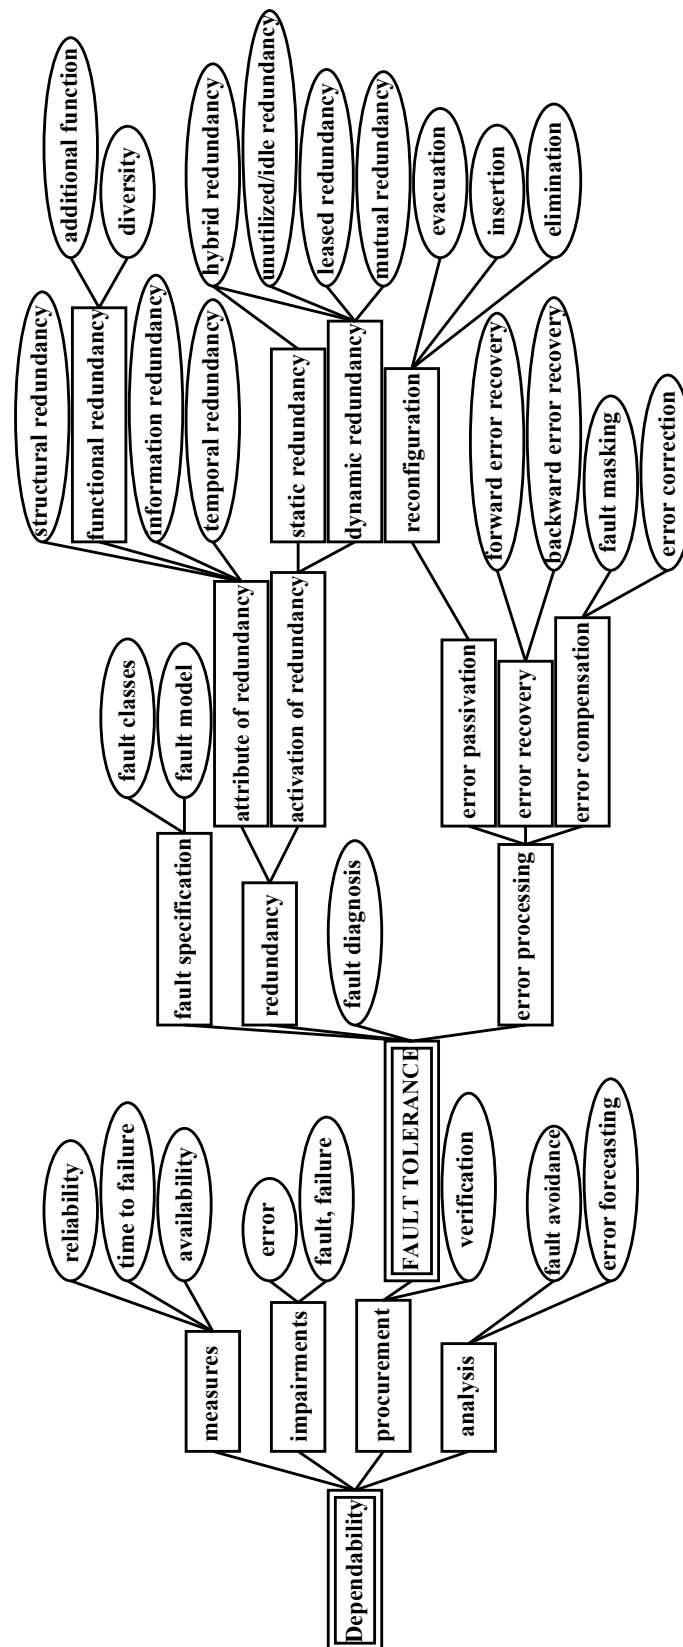 Dependability
measures
impairments
procurement
analysis
reliability
time to failure
availability
error
fault, failure
FAULT TOLERANCE
verification
fault avoidance
error forecasting
fault specification
redundancy
fault diagnosis
error processing
fault classes
fault model
attribute of redundancy
activation of redundancy
error passivation
error recovery
error compensation
structural redundancy
functional redundancy
information redundancy
temporal redundancy
static redundancy
dynamic redundancy
reconfiguration
forward error recovery
backward error recovery
fault masking
error correction
additional function
diversity
hybrid redundancy
unutilized/idle redundancy
leased redundancy
mutual redundancy
evacuation
insertion
elimination